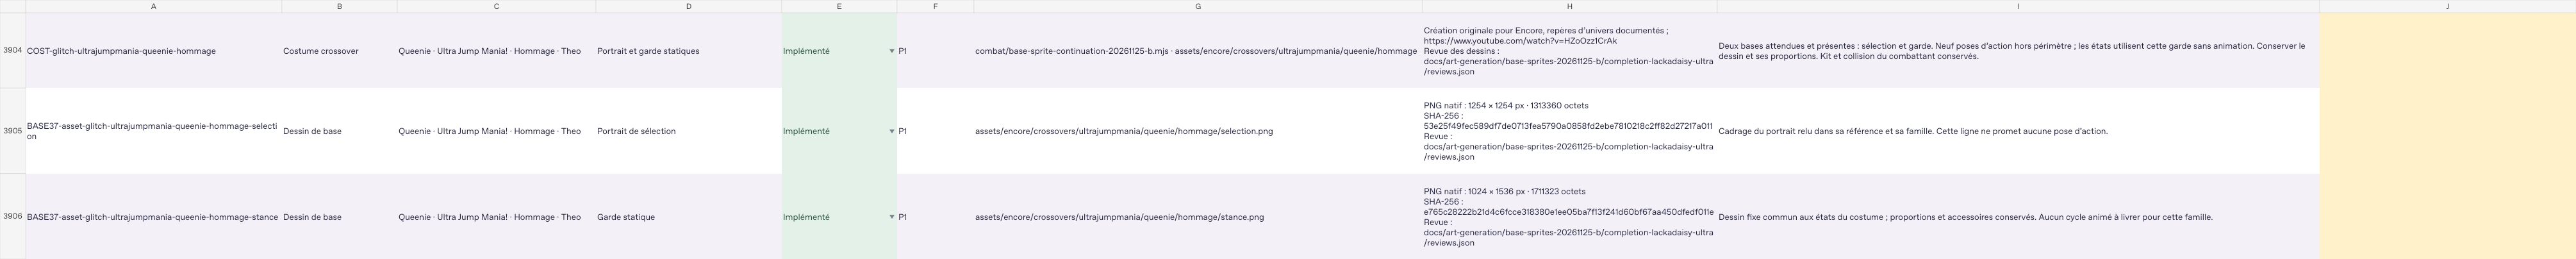 A B C D E F G H I J
3904
COST-glitch-ultrajumpmania-queenie-hommage
Costume crossover
Queenie · Ultra Jump Mania! · Hommage · Theo
Portrait et garde statiques
Implémenté
P1
combat/base-sprite-continuation-20261125-b.mjs · assets/encore/crossovers/ultrajumpmania/queenie/hommage
Création originale pour Encore, repères d'univers documentés ;
https://www.youtube.com/watch?v=HZoOzz1CrAk
Revue des dessins :
docs/art-generation/base-sprites-20261125-b/completion-lackadaisy-ultra
/reviews.json
Deux bases attendues et présentes : sélection et garde. Neuf poses d'action hors périmètre ; les états utilisent cette garde sans animation. Conserver le
dessin et ses proportions. Kit et collision du combattant conservés.
3905
BASE37-asset-glitch-ultrajumpmania-queenie-hommage-selecti
on
Dessin de base
Queenie · Ultra Jump Mania! · Hommage · Theo
Portrait de sélection
Implémenté
P1
assets/encore/crossovers/ultrajumpmania/queenie/hommage/selection.png
PNG natif : 1254 × 1254 px · 1313360 octets
SHA-256 :
53e25f49fec589df7de0713fea5790a0858fd2ebe7810218c2ff82d27217a011
Revue :
docs/art-generation/base-sprites-20261125-b/completion-lackadaisy-ultra
/reviews.json
Cadrage du portrait relu dans sa référence et sa famille. Cette ligne ne promet aucune pose d'action.
3906
BASE37-asset-glitch-ultrajumpmania-queenie-hommage-stance
Dessin de base
Queenie · Ultra Jump Mania! · Hommage · Theo
Garde statique
Implémenté
P1
assets/encore/crossovers/ultrajumpmania/queenie/hommage/stance.png
PNG natif : 1024 × 1536 px · 1711323 octets
SHA-256 :
e765c28222b21d4c6fcce318380e1ee05ba7f13f241d60bf67aa450dfedf011e
Revue :
docs/art-generation/base-sprites-20261125-b/completion-lackadaisy-ultra
/reviews.json
Dessin fixe commun aux états du costume ; proportions et accessoires conservés. Aucun cycle animé à livrer pour cette famille.